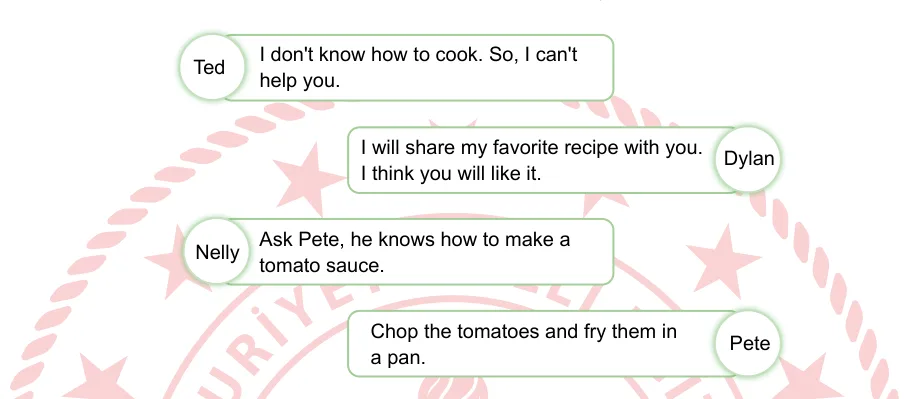 Ted
I don't know how to cook. So, I can't
help you.
I will share my favorite recipe with you.
I think you will like it.
Dylan
Nelly
Ask Pete, he knows how to make a
tomato sauce.
Chop the tomatoes and fry them in
a pan.
Pete